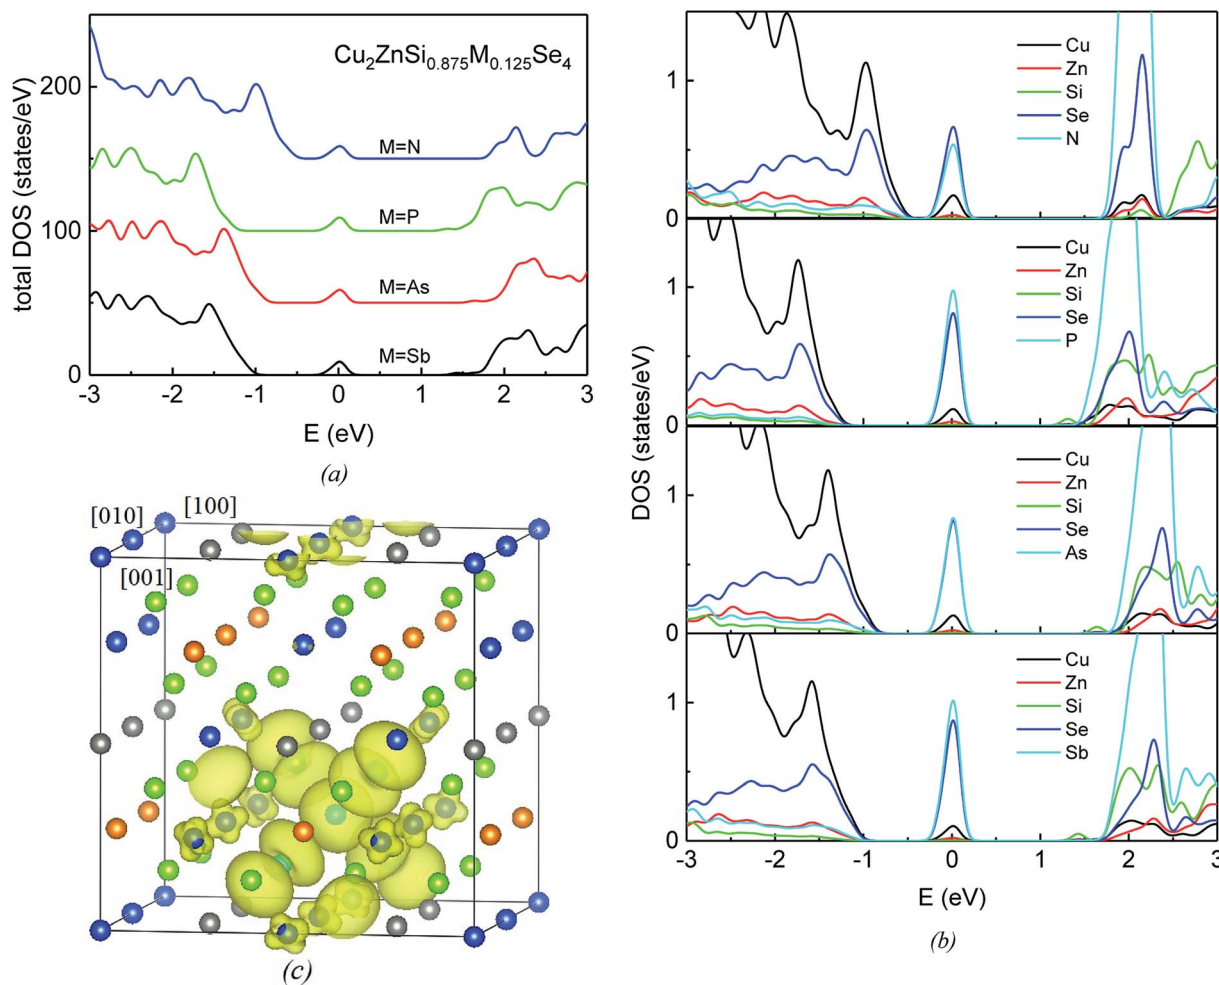 Cu2ZnSi0.875M0.125Se4
total DOS (states/eV)
200
100
0
M=N
M=P
M=As
M=Sb
-3 -2 -1 0 1 2 3
E (eV)
(a)
[010] [100]
[001]
(c)
DOS (states/eV)
1
0
Cu
Zn
Si
Se
N
1
0
Cu
Zn
Si
Se
P
1
0
Cu
Zn
Si
Se
As
1
0
Cu
Zn
Si
Se
Sb
-3 -2 -1 0 1 2 3
E (eV)
(b)